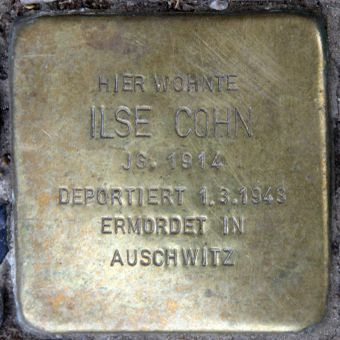 HIER WOHNTE
ILSE COHN
JG. 1914
DEPORTIERT 1.3.1943
ERMORDET IN
AUSCHWITZ